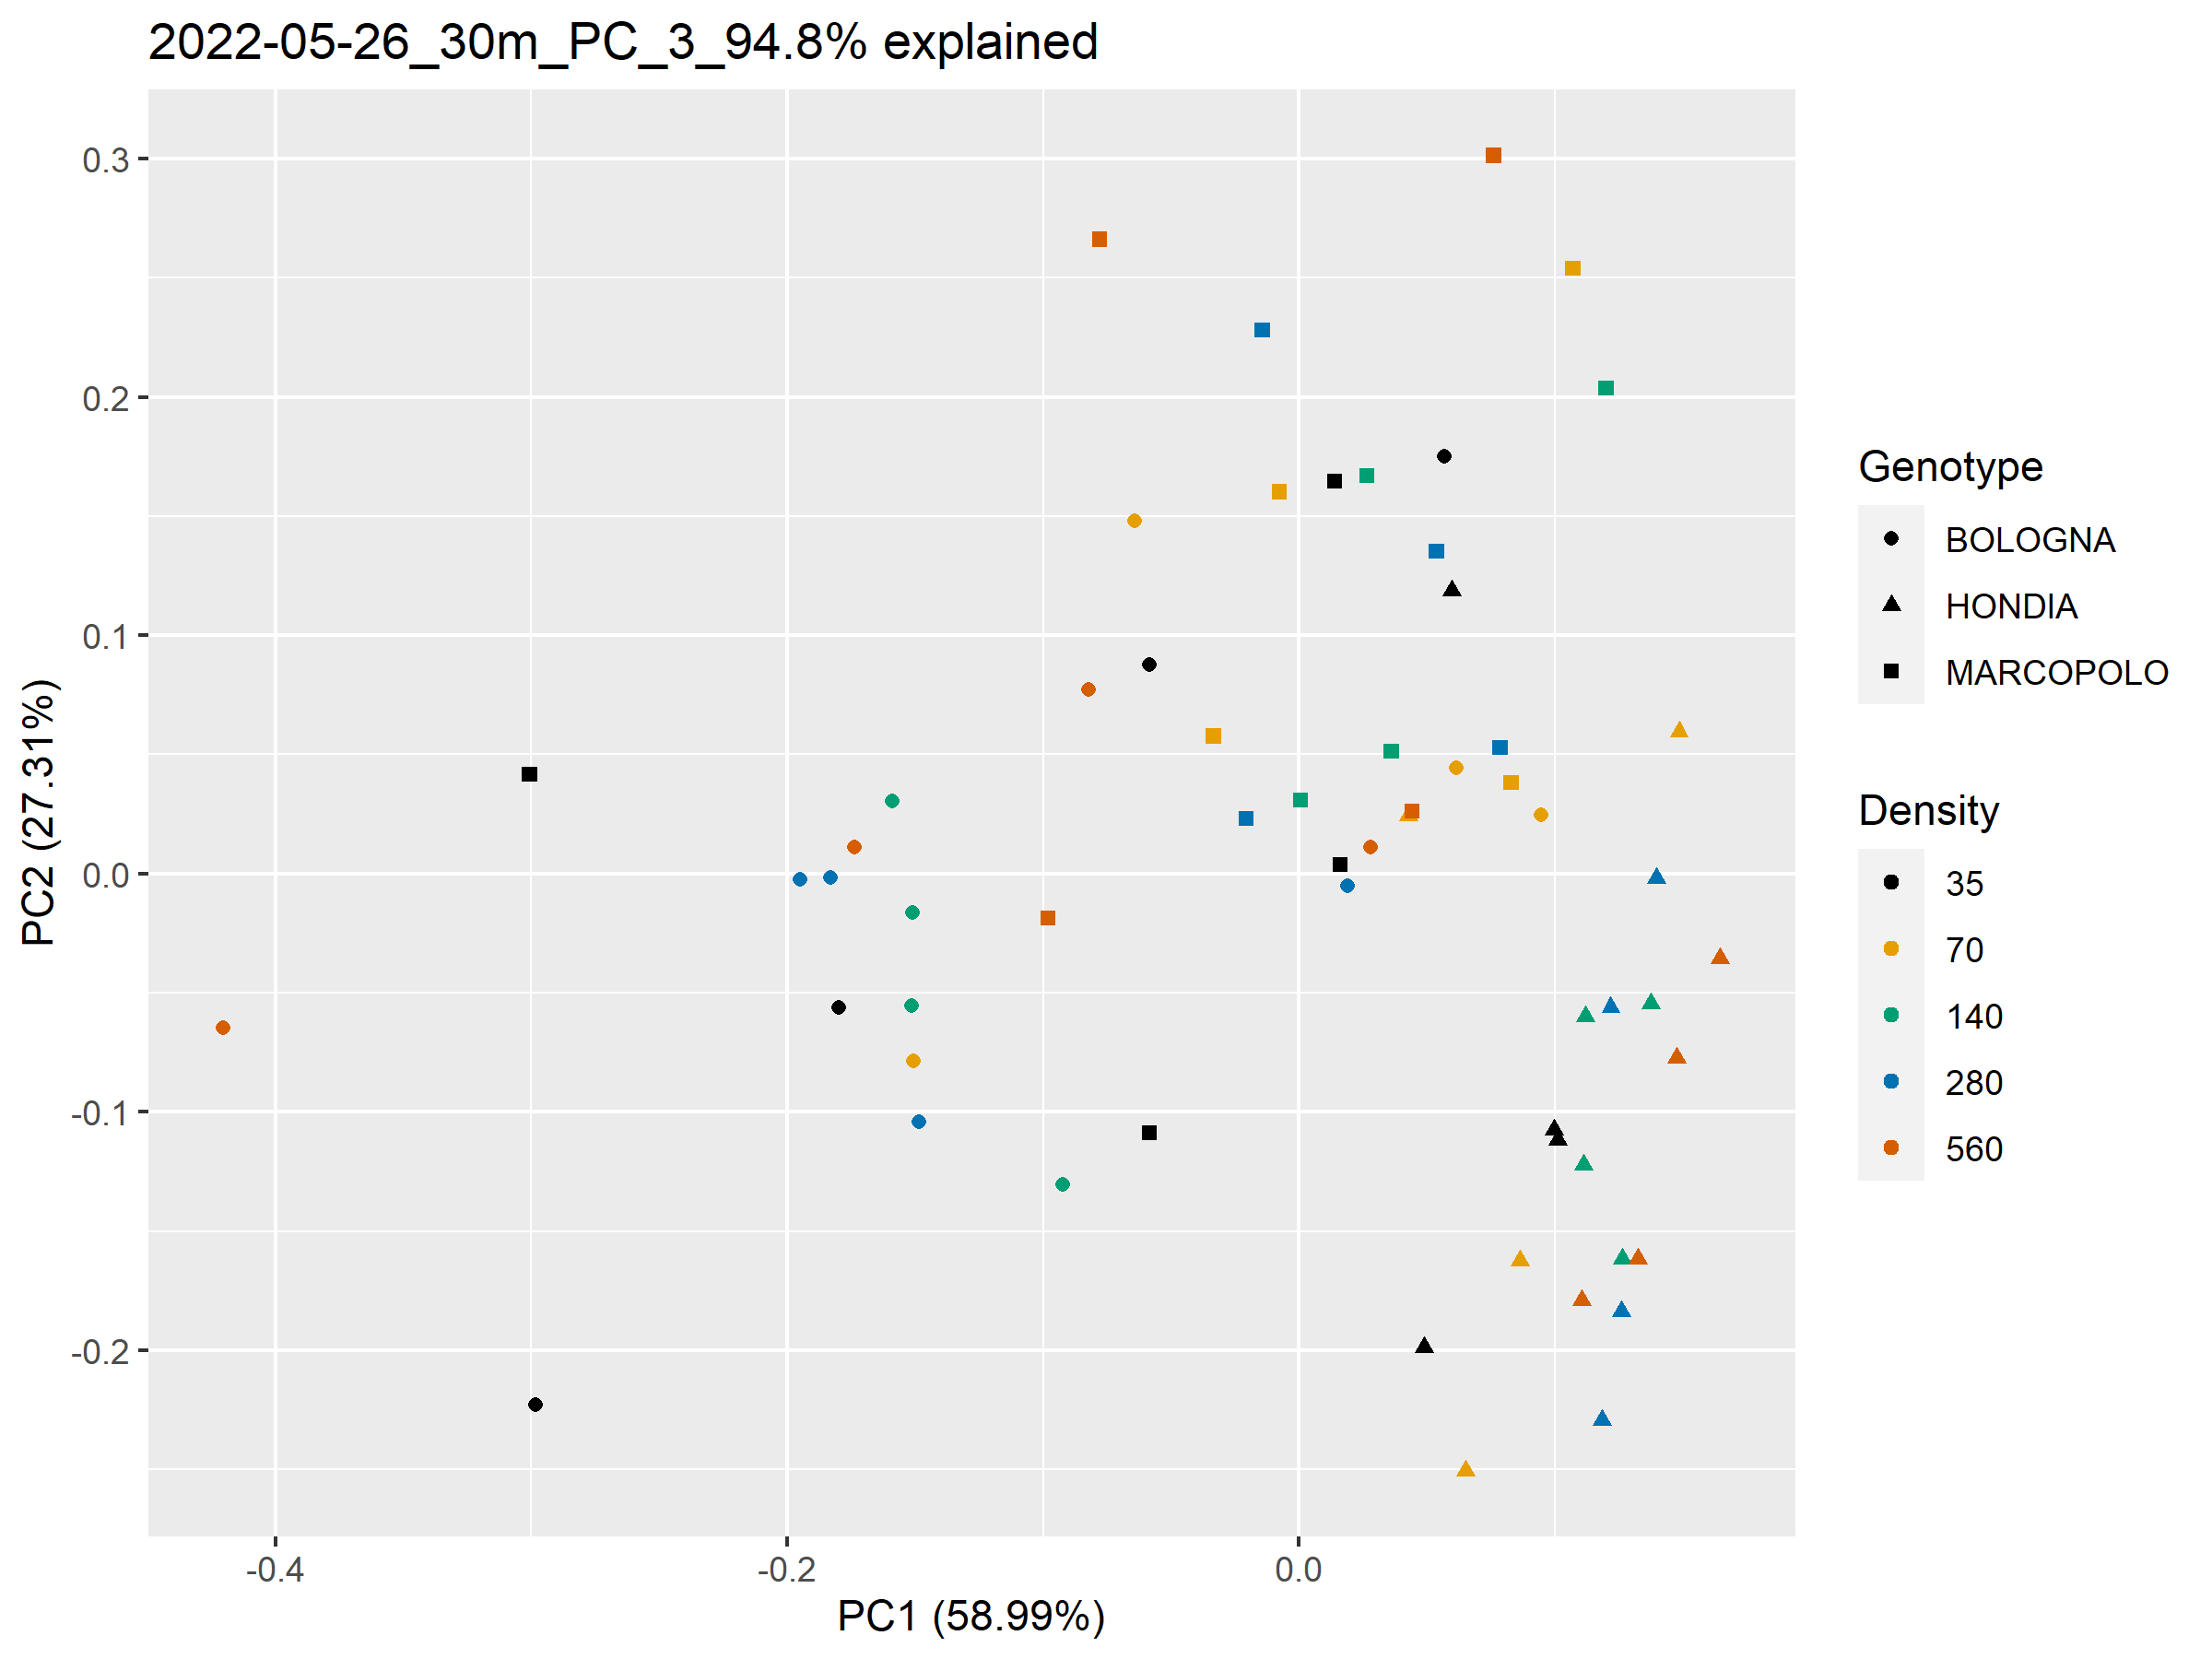 2022-05-26_30m_PC_3_94.8% explained
0.3
0.2
0.1
0.0
-0.1
-0.2
PC2 (27.31%)
-0.4
-0.2
0.0
PC1 (58.99%)
Genotype
BOLOGNA
HONDIA
MARCOPOLO
Density
35
70
140
280
560